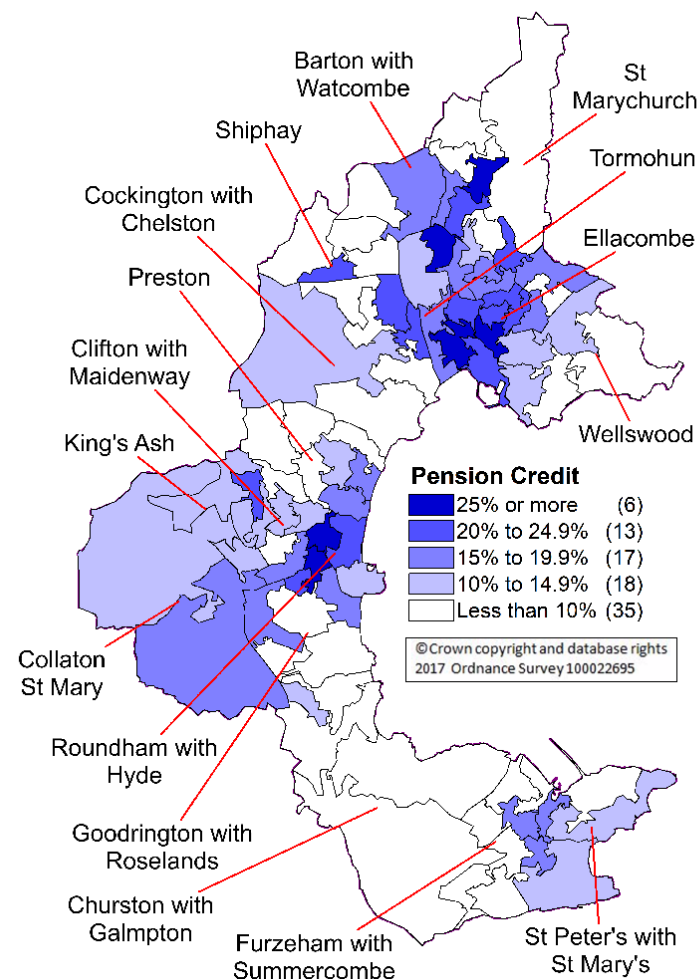 Barton with
Watcombe
St
Marychurch
Shiphay
Tormohun
Cockington with
Chelston
Ellacombe
Preston
Clifton with
Maidenway
King's Ash
Wellswood
Pension Credit
25% or more (6)
20% to 24.9% (13)
15% to 19.9% (17)
10% to 14.9% (18)
Less than 10% (35)
©Crown copyright and database rights
2017 Ordnance Survey 100022695
Collaton
St Mary
Roundham with
Hyde
Goodrington with
Roselands
Churston with
Galmpton
Furzeham with
Summercombe
St Peter's with
St Mary's